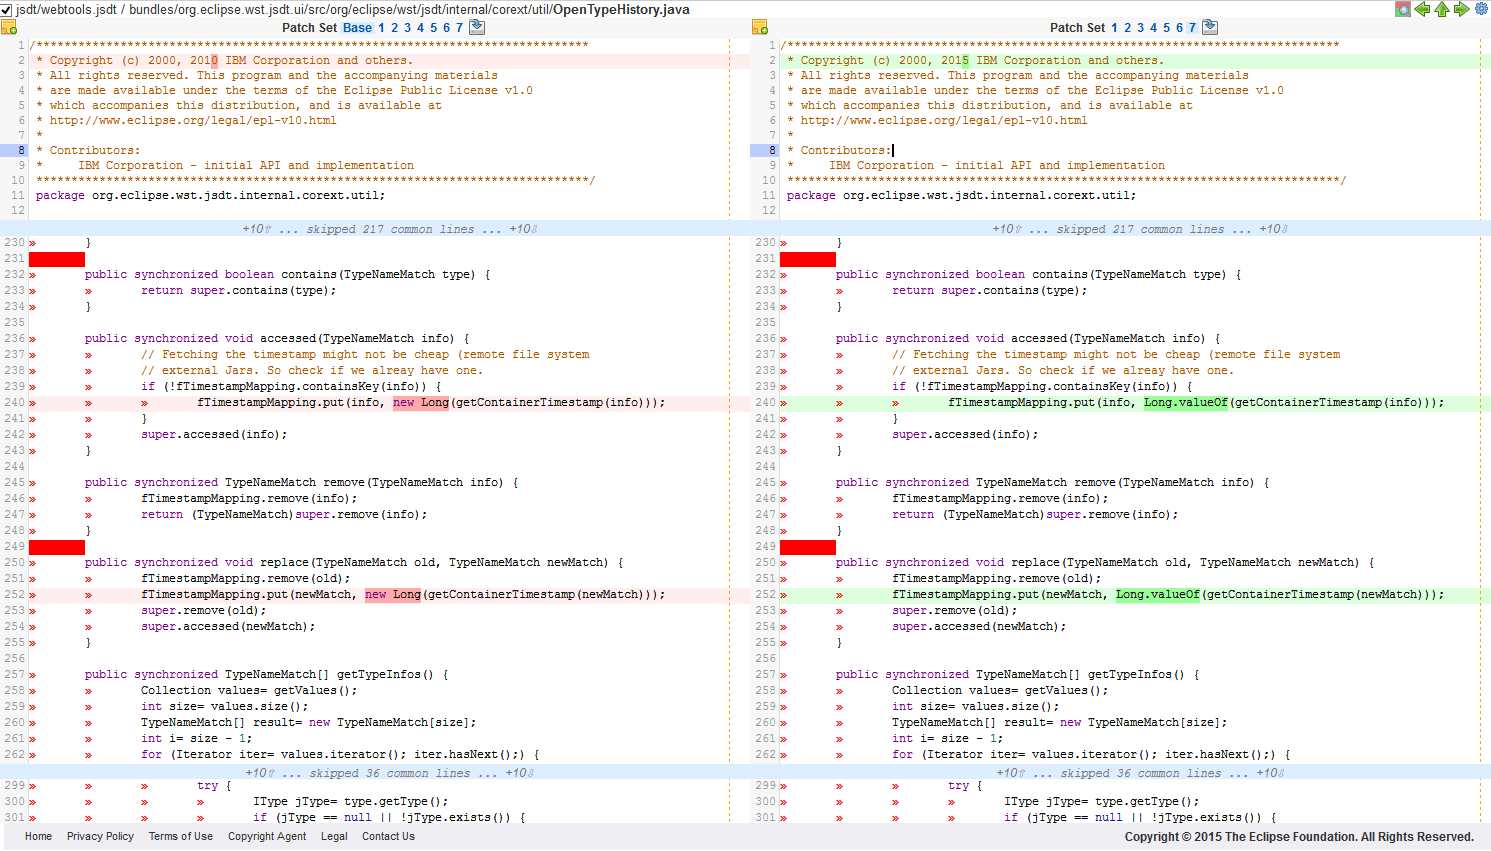 jsdt/webtools.jsdt / bundles/org.eclipse.wst.jsdt.ui/src/org/eclipse/wst/jsdt/internal/corext/util/OpenTypeHistory.java
Patch Set Base 1 2 3 4 5 6 7
1 /*******************************************************************************
2 * Copyright (c) 2000, 2010 IBM Corporation and others.
3 * All rights reserved. This program and the accompanying materials
4 * are made available under the terms of the Eclipse Public License v1.0
5 * which accompanies this distribution, and is available at
6 * http://www.eclipse.org/legal/epl-v10.html
7 *
8 * Contributors:
9 *     IBM Corporation - initial API and implementation
10 *******************************************************************************/
11 package org.eclipse.wst.jsdt.internal.corext.util;
12
+10⇧ ... skipped 217 common lines ... +10⇩
230 » }
231
232 » public synchronized boolean contains(TypeNameMatch type) {
233 » » return super.contains(type);
234 » }
235
236 » public synchronized void accessed(TypeNameMatch info) {
237 » » // Fetching the timestamp might not be cheap (remote file system
238 » » // external Jars. So check if we alreay have one.
239 » » if (!fTimestampMapping.containsKey(info)) {
240 » » » fTimestampMapping.put(info, new Long(getContainerTimestamp(info)));
241 » » }
242 » » super.accessed(info);
243 » }
244
245 » public synchronized TypeNameMatch remove(TypeNameMatch info) {
246 » » fTimestampMapping.remove(info);
247 » » return (TypeNameMatch)super.remove(info);
248 » }
249
250 » public synchronized void replace(TypeNameMatch old, TypeNameMatch newMatch) {
251 » » fTimestampMapping.remove(old);
252 » » fTimestampMapping.put(newMatch, new Long(getContainerTimestamp(newMatch)));
253 » » super.remove(old);
254 » » super.accessed(newMatch);
255 » }
256
257 » public synchronized TypeNameMatch[] getTypeInfos() {
258 » » Collection values= getValues();
259 » » int size= values.size();
260 » » TypeNameMatch[] result= new TypeNameMatch[size];
261 » » int i= size - 1;
262 » » for (Iterator iter= values.iterator(); iter.hasNext();) {
+10⇧ ... skipped 36 common lines ... +10⇩
299 » » » try {
300 » » » » IType jType= type.getType();
301 » » » » if (jType == null || !jType.exists()) {
Patch Set 1 2 3 4 5 6 7
1 /*******************************************************************************
2 * Copyright (c) 2000, 2015 IBM Corporation and others.
3 * All rights reserved. This program and the accompanying materials
4 * are made available under the terms of the Eclipse Public License v1.0
5 * which accompanies this distribution, and is available at
6 * http://www.eclipse.org/legal/epl-v10.html
7 *
8 * Contributors:
9 *     IBM Corporation - initial API and implementation
10 *******************************************************************************/
11 package org.eclipse.wst.jsdt.internal.corext.util;
12
+10⇧ ... skipped 217 common lines ... +10⇩
230 » }
231
232 » public synchronized boolean contains(TypeNameMatch type) {
233 » » return super.contains(type);
234 » }
235
236 » public synchronized void accessed(TypeNameMatch info) {
237 » » // Fetching the timestamp might not be cheap (remote file system
238 » » // external Jars. So check if we alreay have one.
239 » » if (!fTimestampMapping.containsKey(info)) {
240 » » » fTimestampMapping.put(info, Long.valueOf(getContainerTimestamp(info)));
241 » » }
242 » » super.accessed(info);
243 » }
244
245 » public synchronized TypeNameMatch remove(TypeNameMatch info) {
246 » » fTimestampMapping.remove(info);
247 » » return (TypeNameMatch)super.remove(info);
248 » }
249
250 » public synchronized void replace(TypeNameMatch old, TypeNameMatch newMatch) {
251 » » fTimestampMapping.remove(old);
252 » » fTimestampMapping.put(newMatch, Long.valueOf(getContainerTimestamp(newMatch)));
253 » » super.remove(old);
254 » » super.accessed(newMatch);
255 » }
256
257 » public synchronized TypeNameMatch[] getTypeInfos() {
258 » » Collection values= getValues();
259 » » int size= values.size();
260 » » TypeNameMatch[] result= new TypeNameMatch[size];
261 » » int i= size - 1;
262 » » for (Iterator iter= values.iterator(); iter.hasNext();) {
+10⇧ ... skipped 36 common lines ... +10⇩
299 » » » try {
300 » » » » IType jType= type.getType();
301 » » » » if (jType == null || !jType.exists()) {
Home Privacy Policy Terms of Use Copyright Agent Legal Contact Us
Copyright © 2015 The Eclipse Foundation. All Rights Reserved.